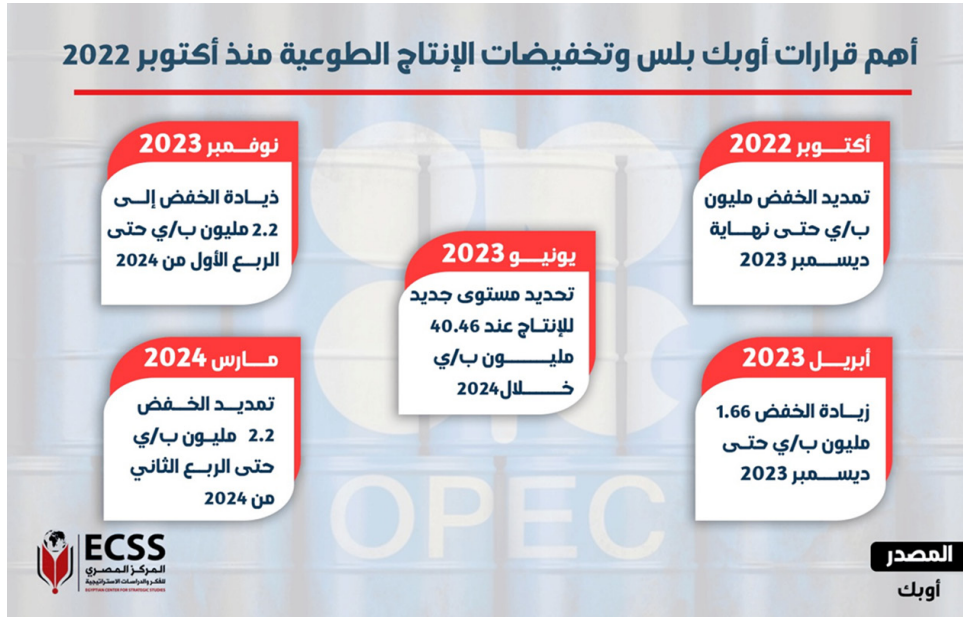 أهم قرارات أوبك بلس وتخفيضات الإنتاج الطوعية منذ أكتوبر 2022
أكتوبر 2022
تمديد الخفض مليون
ب/ي حتى نهاية
ديسمبر 2023
أبريل 2023
زيادة الخفض 1.66
مليون ب/ي حتى
ديسمبر 2023
يونيو 2023
تحديد مستوى جديد
للإنتاج عند 40.46
مليون ب/ي
خلال2024
نوفمبر 2023
ذيادة الخفض إلى
2.2 مليون ب/ي حتى
الربع الأول من 2024
مارس 2024
تمديد الخفض
2.2 مليون ب/ي
حتى الربع الثاني
من 2024
OPEC
المصدر
أوبك
ECSS
المركز المصري
للفكر والدراسات الاستراتيجية
EGYPTIAN CENTER FOR STRATEGIC STUDIES